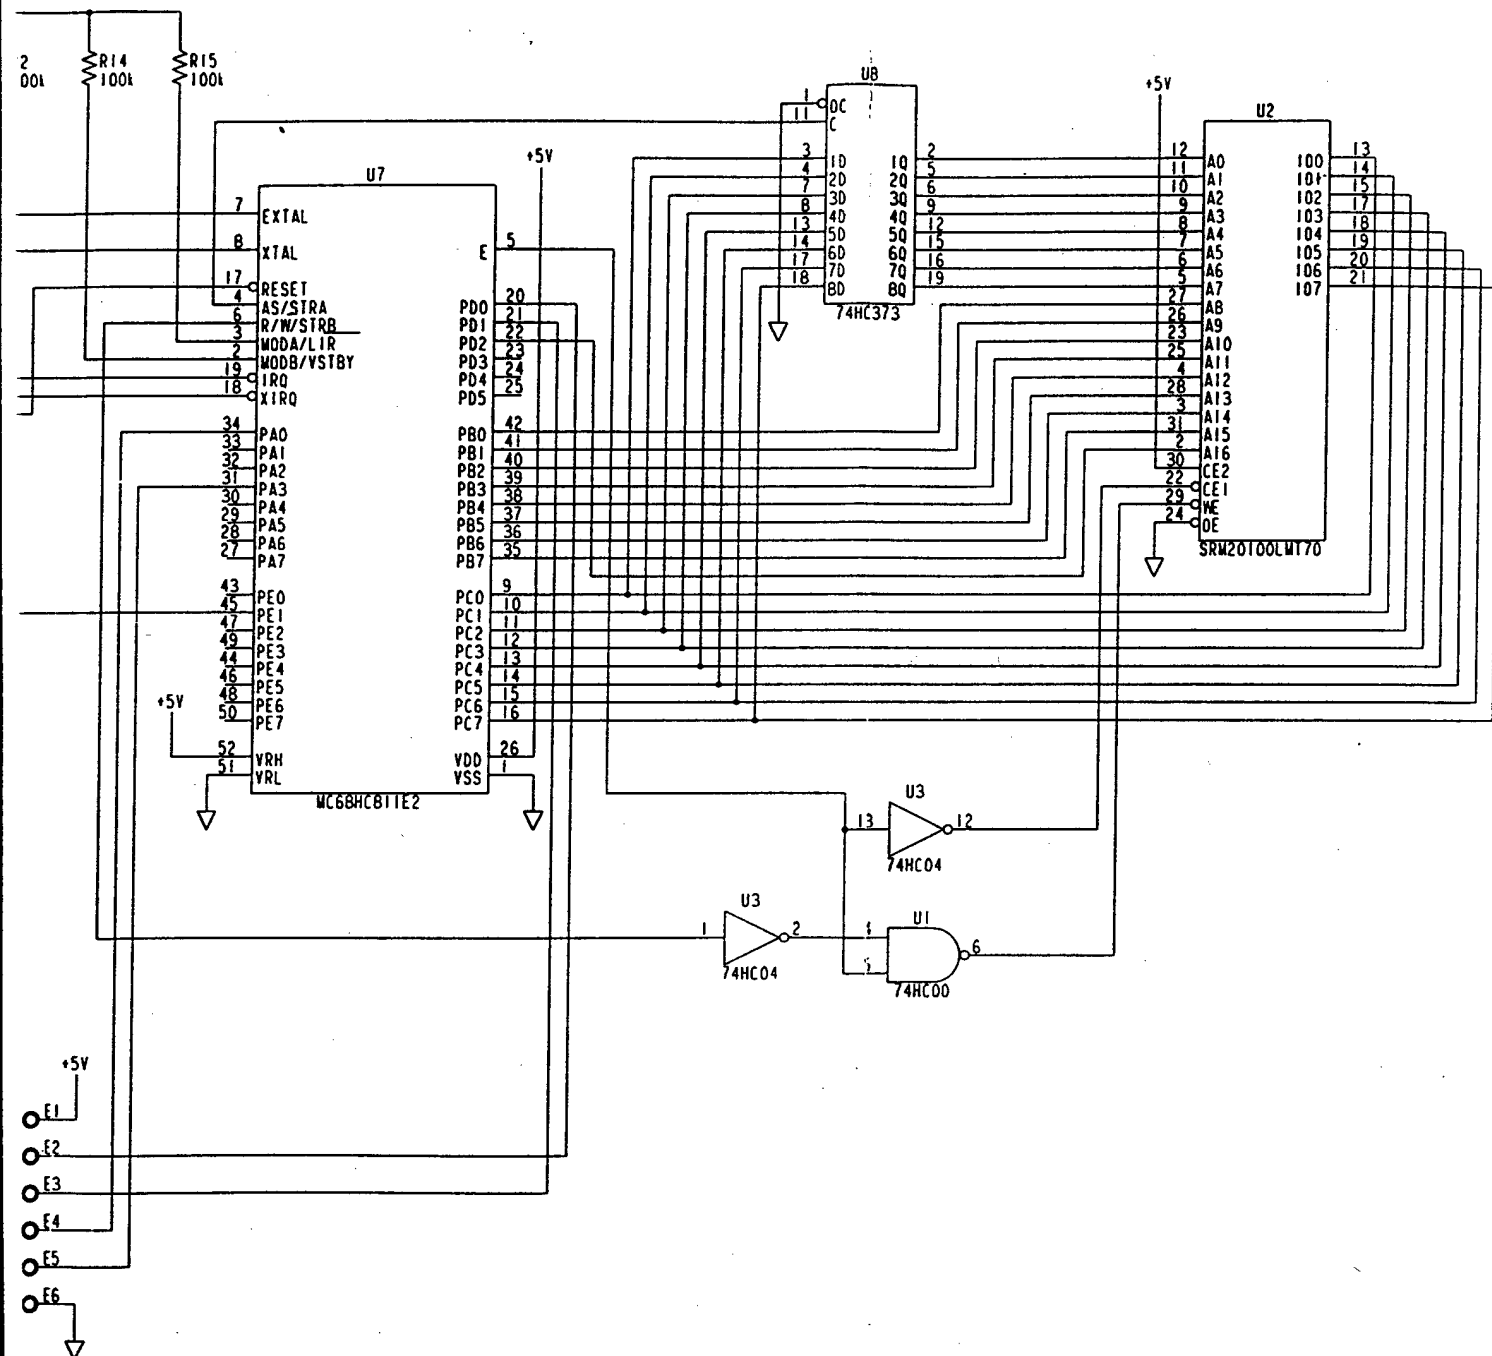 2
00k
R14
100k
R15
100k
U7
7 EXTAL
8 XTAL
17 RESET
4 AS/STRA
6 R/W/STRB
3 MODA/LIR
2 MODB/VSTBY
19 IRQ
18 XIRQ
34 PA0
33 PA1
32 PA2
31 PA3
30 PA4
29 PA5
28 PA6
27 PA7
43 PE0
45 PE1
47 PE2
49 PE3
44 PE4
46 PE5
48 PE6
50 PE7
+5V
52 VRH
51 VRL
MC68HC811E2
+5V
E 5
PD0 20
PD1 21
PD2 22
PD3 23
PD4 24
PD5 25
PB0 42
PB1 41
PB2 40
PB3 39
PB4 38
PB5 37
PB6 36
PB7 35
PC0 9
PC1 10
PC2 11
PC3 12
PC4 13
PC5 14
PC6 15
PC7 16
VDD 26
VSS 1
U8
1 OC
11 C
3 1D 1Q 2
4 2D 2Q 5
7 3D 3Q 6
8 4D 4Q 9
13 5D 5Q 12
14 6D 6Q 15
17 7D 7Q 16
18 8D 8Q 19
74HC373
+5V
U2
12 A0 IO0 13
11 A1 IO1 14
10 A2 IO2 15
9 A3 IO3 17
8 A4 IO4 18
7 A5 IO5 19
6 A6 IO6 20
5 A7 IO7 21
27 A8
26 A9
23 A10
25 A11
4 A12
28 A13
3 A14
31 A15
2 A16
30 CE2
22 CE1
29 WE
24 OE
SRM20100LMT70
U3
13 12
74HC04
U3
1 2
74HC04
U1
4
5
6
74HC00
+5V
E1
E2
E3
E4
E5
E6